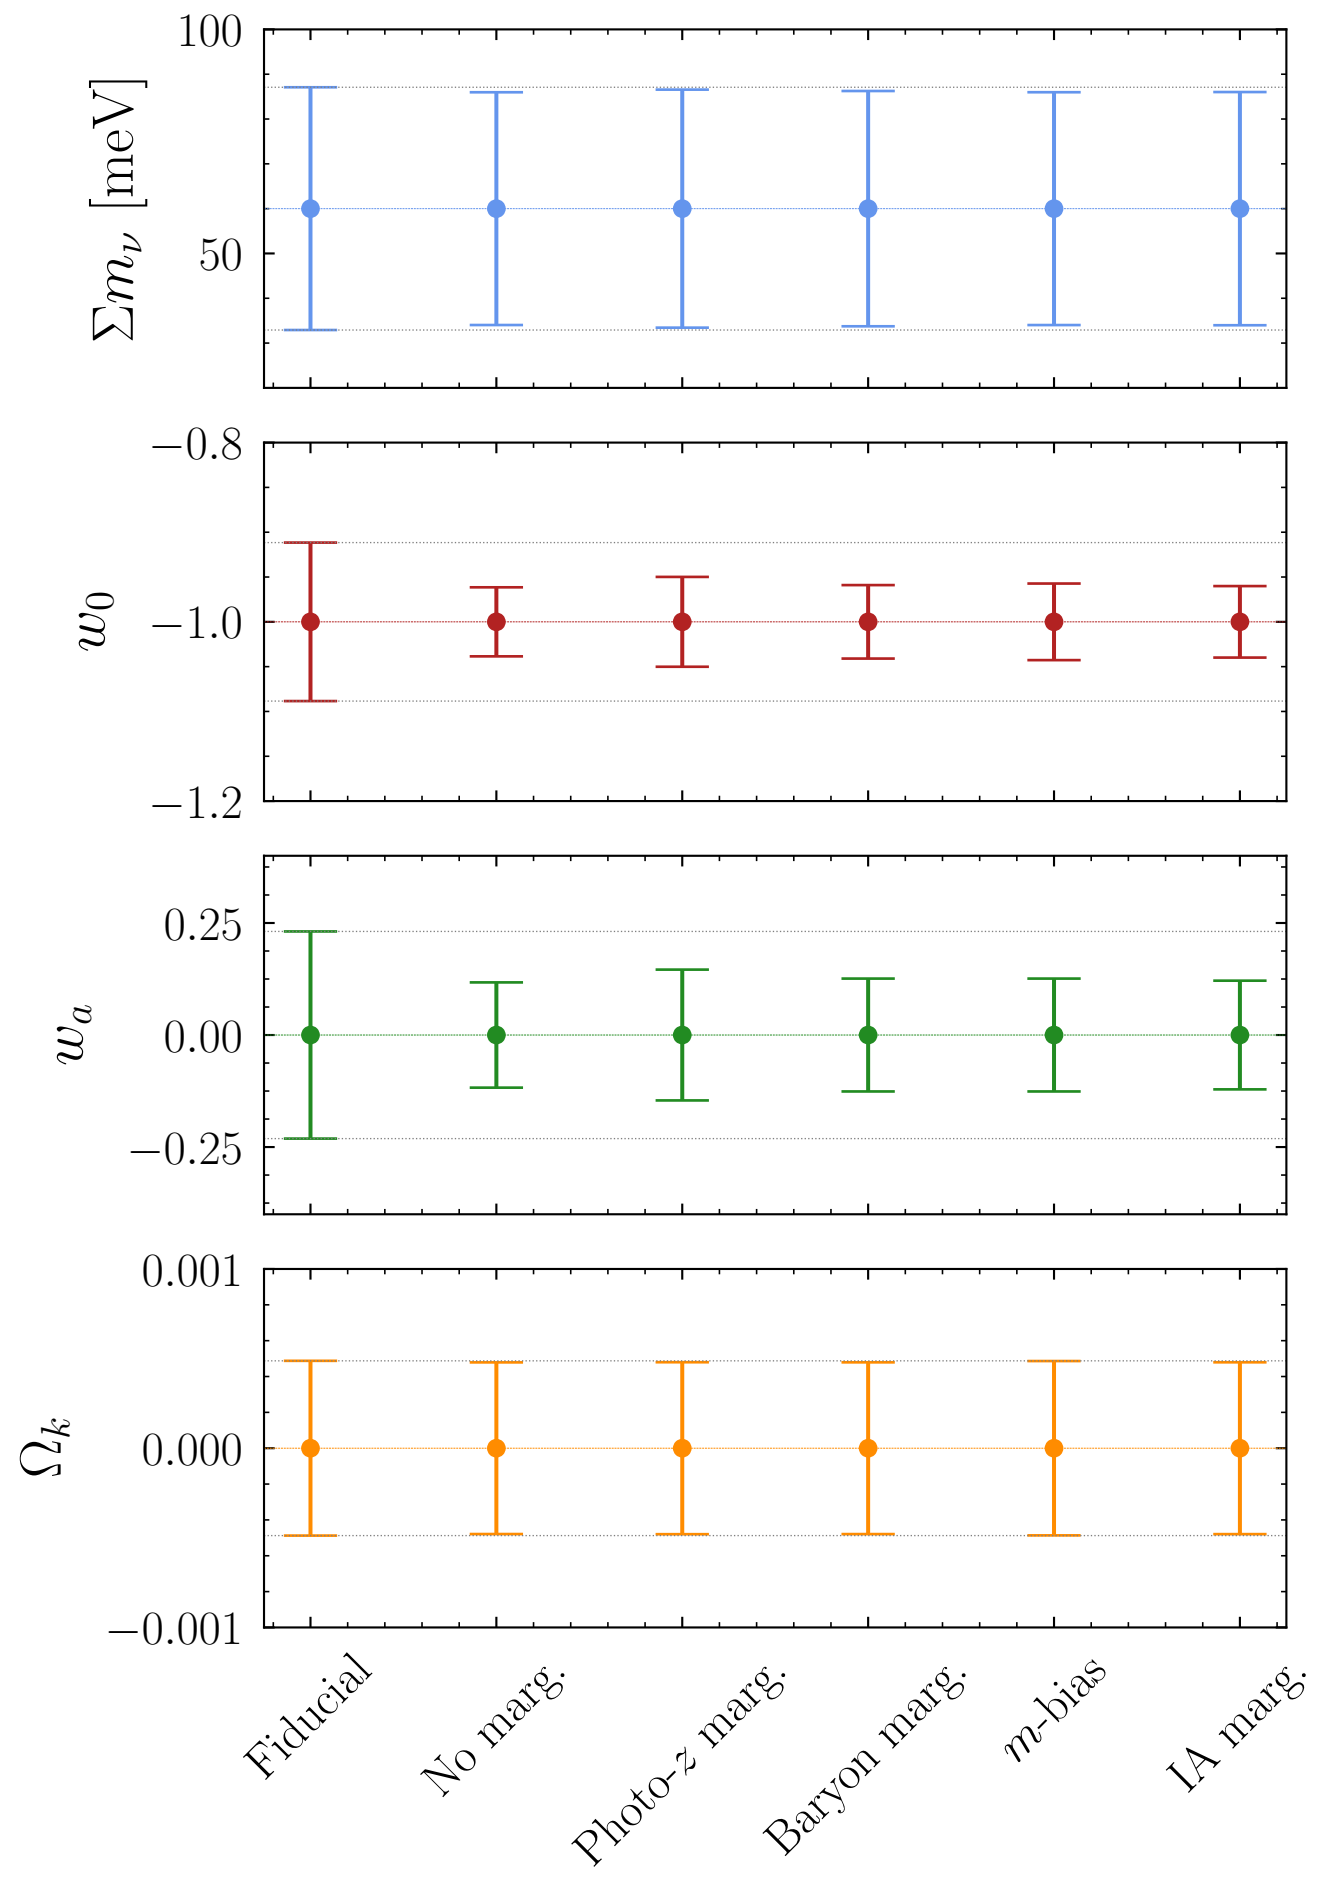 100
50
Σm_ν [meV]
−0.8
−1.0
−1.2
w_0
0.25
0.00
−0.25
w_a
0.001
0.000
−0.001
Ω_k
Fiducial
No marg.
Photo-z marg.
Baryon marg.
m-bias
IA marg.